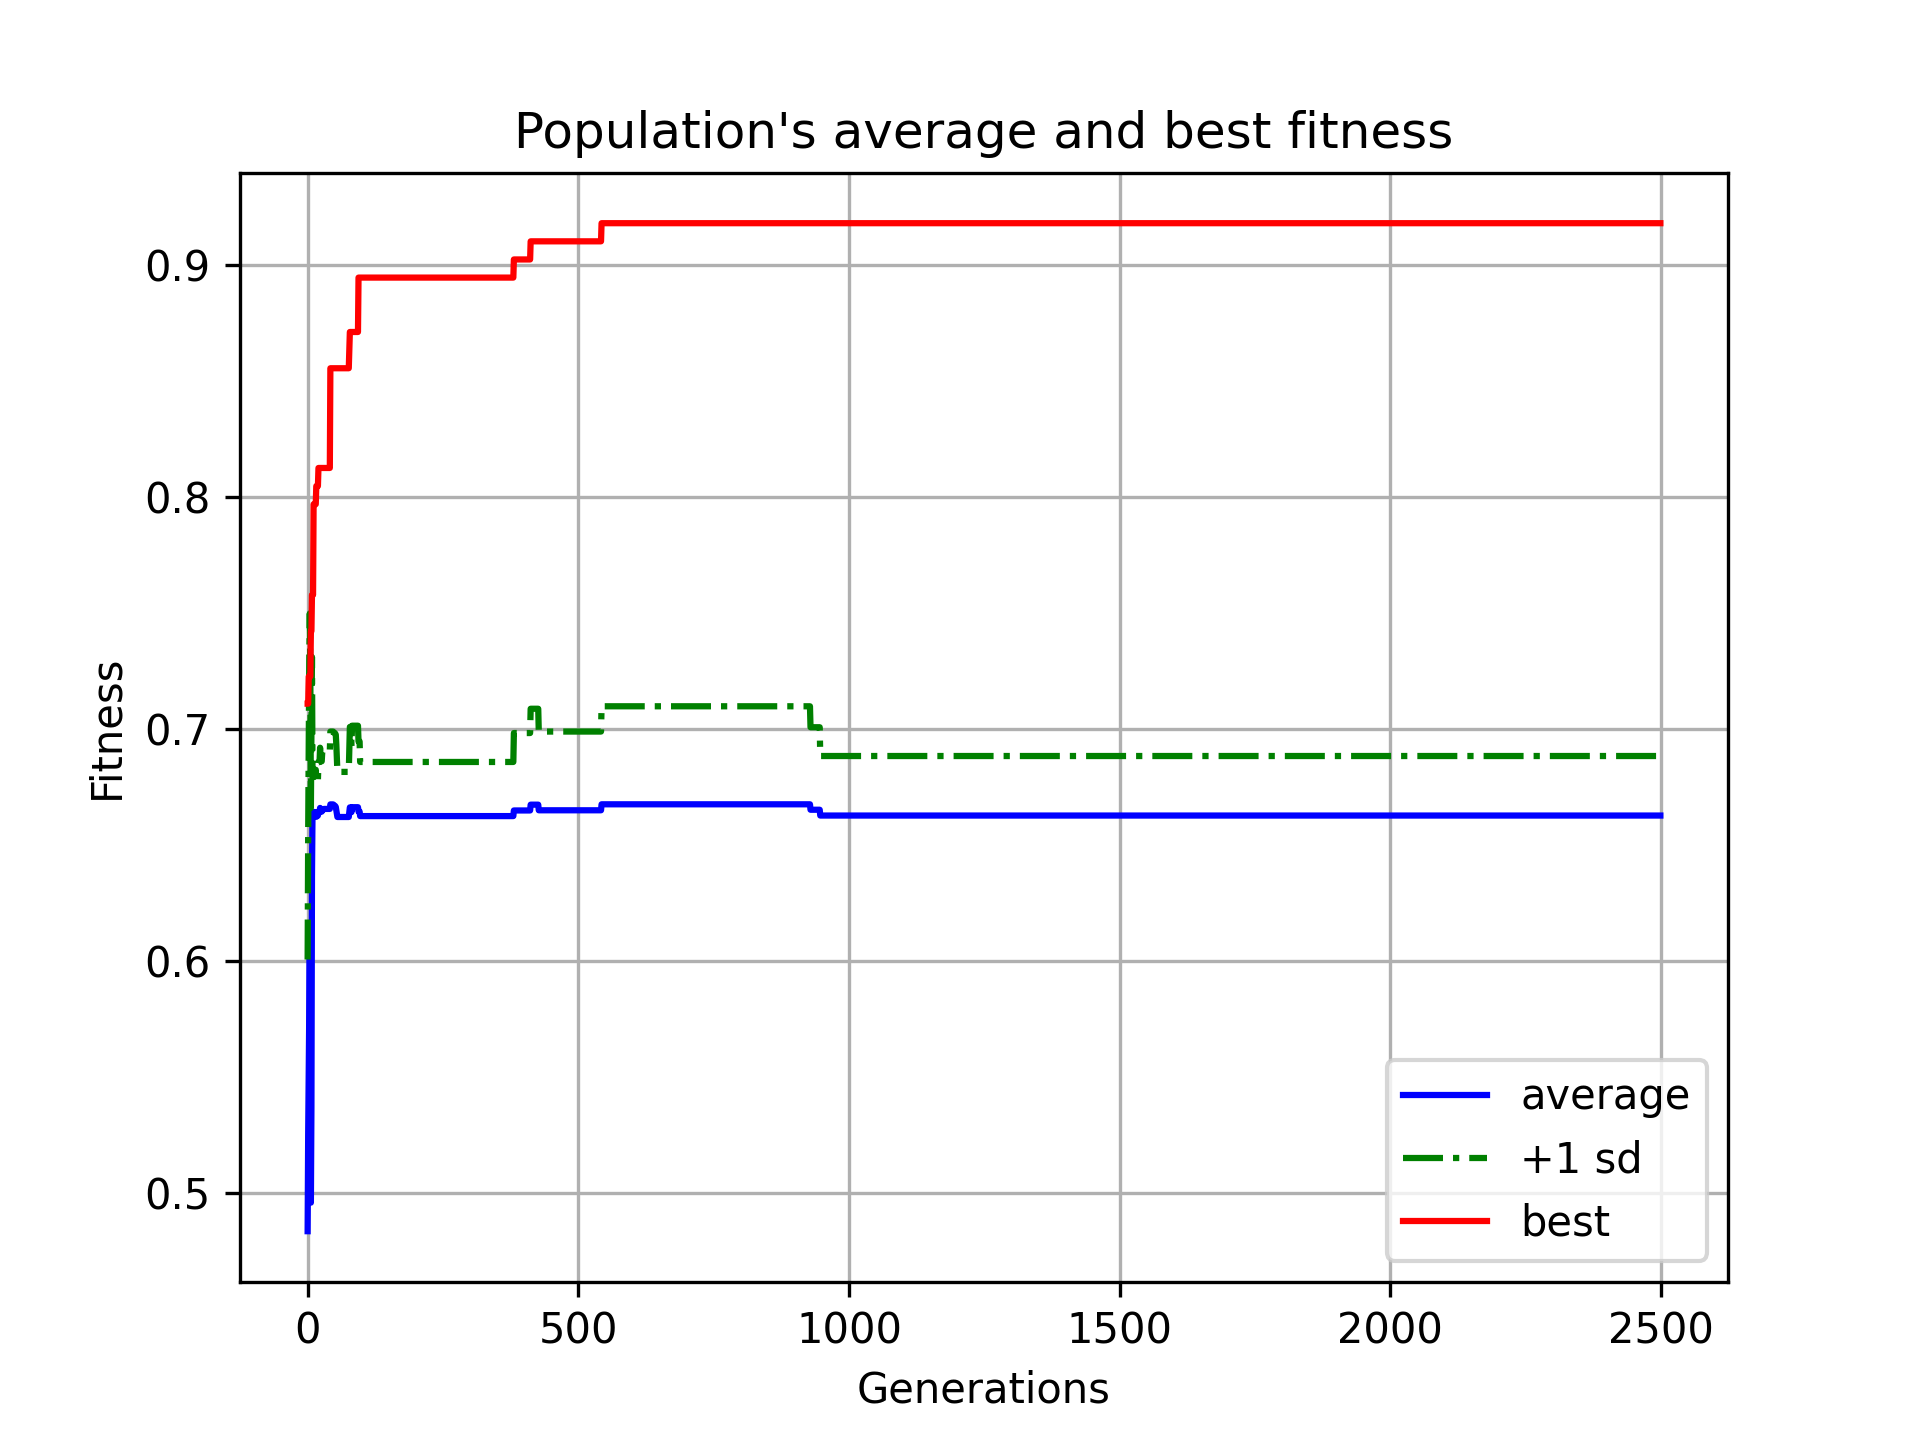 Population's average and best fitness
Fitness
0.9
0.8
0.7
0.6
0.5
0 500 1000 1500 2000 2500
Generations
average
+1 sd
best